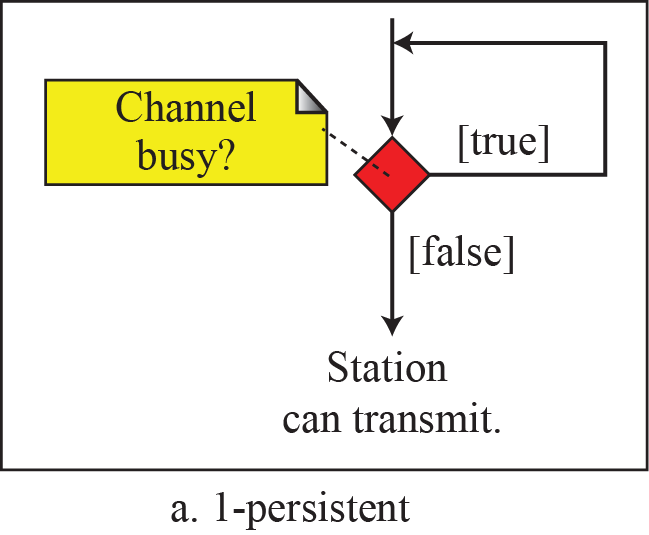 Channel
busy?
[true]
[false]
Station
can transmit.
a. 1-persistent